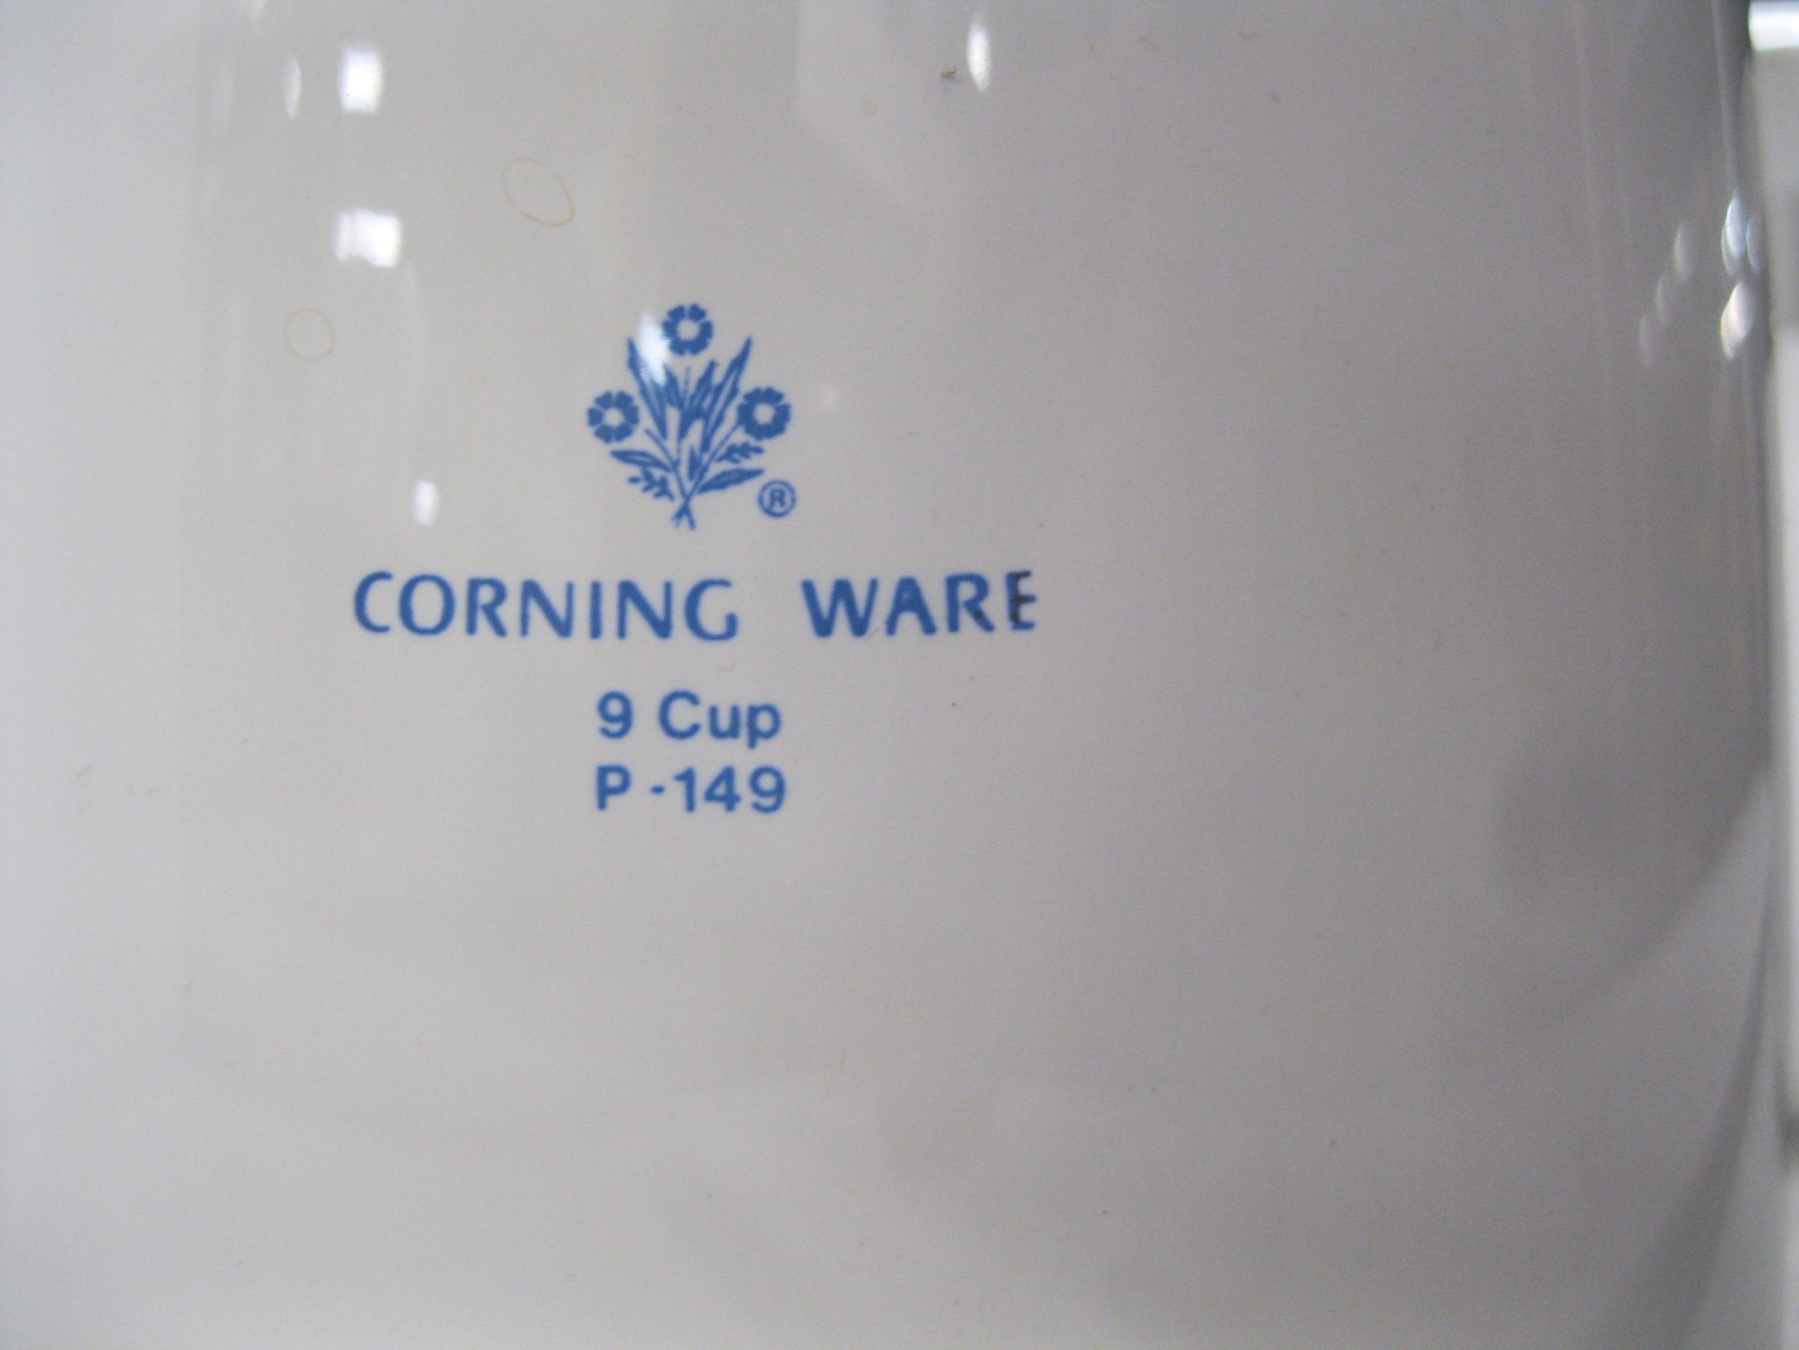 ®
CORNING WARE
9 Cup
P-149